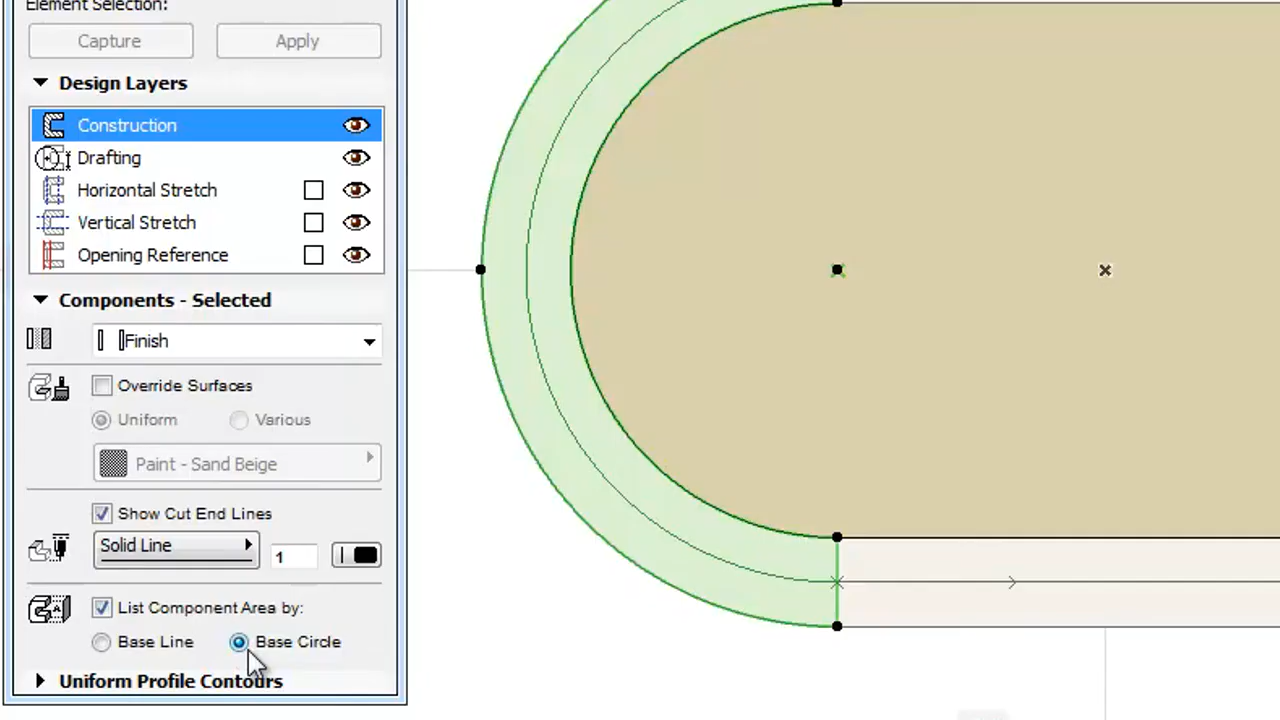 Element Selection:
Capture Apply
Design Layers
Construction
Drafting
Horizontal Stretch
Vertical Stretch
Opening Reference
Components - Selected
Finish
Override Surfaces
Uniform Various
Paint - Sand Beige
Show Cut End Lines
Solid Line 1
List Component Area by:
Base Line Base Circle
Uniform Profile Contours